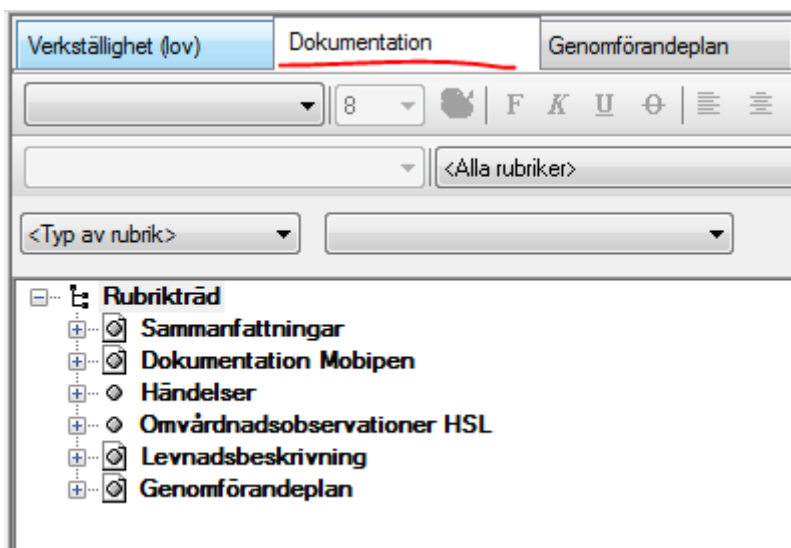 Verkställighet (lov) Dokumentation Genomförandeplan
8 F K U O
<Alla rubriker>
<Typ av rubrik>
Rubrikträd
Sammanfattningar
Dokumentation Mobipen
Händelser
Omvårdnadsobservationer HSL
Levnadsbeskrivning
Genomförandeplan